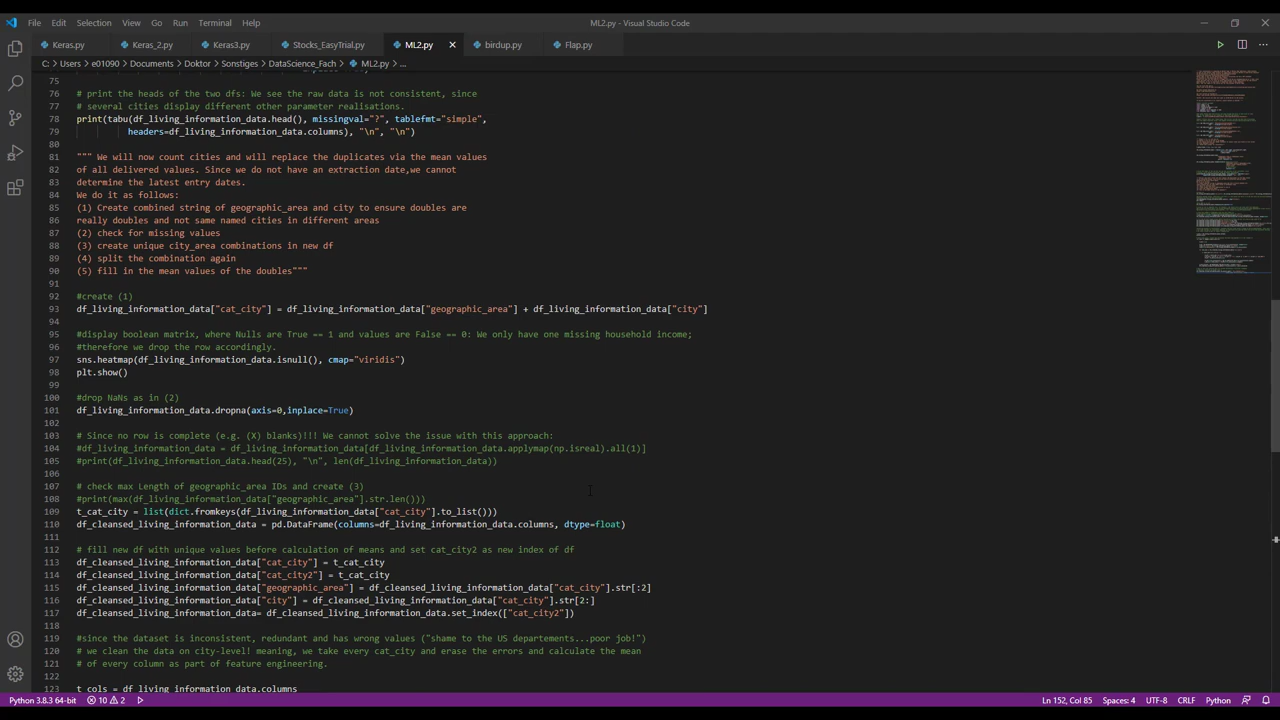 File Edit Selection View Go Run Terminal Help
ML2.py - Visual Studio Code
Keras.py Keras_2.py Keras3.py Stocks_EasyTrial.py ML2.py birdup.py Flap.py
C: > Users > e01090 > Documents > Doktor > Sonstiges > DataScience_Fach > ML2.py > ...
75
76 # print the heads of the two dfs: We see the raw data is not consistent, since
77 # several cities display different other parameter realisations.
78 print(tabu(df_living_information_data.head(), missingval="?", tablefmt="simple",
79 headers=df_living_information_data.columns), "\n", "\n")
80
81 """ We will now count cities and will replace the duplicates via the mean values
82 of all delivered values. Since we do not have an extration date,we cannot
83 determine the latest entry dates.
84 We do it as follows:
85 (1) Create combined string of geographic_area and city to ensure doubles are
86 really doubles and not same named cities in different areas
87 (2) check for missing values
88 (3) create unique city_area combinations in new df
89 (4) split the combination again
90 (5) fill in the mean values of the doubles"""
91
92 #create (1)
93 df_living_information_data["cat_city"] = df_living_information_data["geographic_area"] + df_living_information_data["city"]
94
95 #display boolean matrix, where Nulls are True == 1 and values are False == 0: We only have one missing household income;
96 #therefore we drop the row accordingly.
97 sns.heatmap(df_living_information_data.isnull(), cmap="viridis")
98 plt.show()
99
100 #drop NaNs as in (2)
101 df_living_information_data.dropna(axis=0,inplace=True)
102
103 # Since no row is complete (e.g. (X) blanks)!!! We cannot solve the issue with this approach:
104 #df_living_information_data = df_living_information_data[df_living_information_data.applymap(np.isreal).all(1)]
105 #print(df_living_information_data.head(25), "\n", len(df_living_information_data))
106
107 # check max Length of geographic_area IDs and create (3)
108 #print(max(df_living_information_data["geographic_area"].str.len()))
109 t_cat_city = list(dict.fromkeys(df_living_information_data["cat_city"].to_list()))
110 df_cleansed_living_information_data = pd.DataFrame(columns=df_living_information_data.columns, dtype=float)
111
112 # fill new df with unique values before calculation of means and set cat_city2 as new index of df
113 df_cleansed_living_information_data["cat_city"] = t_cat_city
114 df_cleansed_living_information_data["cat_city2"] = t_cat_city
115 df_cleansed_living_information_data["geographic_area"] = df_cleansed_living_information_data["cat_city"].str[:2]
116 df_cleansed_living_information_data["city"] = df_cleansed_living_information_data["cat_city"].str[2:]
117 df_cleansed_living_information_data= df_cleansed_living_information_data.set_index(["cat_city2"])
118
119 #since the dataset is inconsistent, redundant and has wrong values ("shame to the US departements...poor job!")
120 # we clean the data on city-level! meaning, we take every cat_city and erase the errors and calculate the mean
121 # of every column as part of feature engineering.
122
123 t_cols = df_living_information_data.columns
Python 3.8.3 64-bit 10 2 Ln 152, Col 85 Spaces: 4 UTF-8 CRLF Python